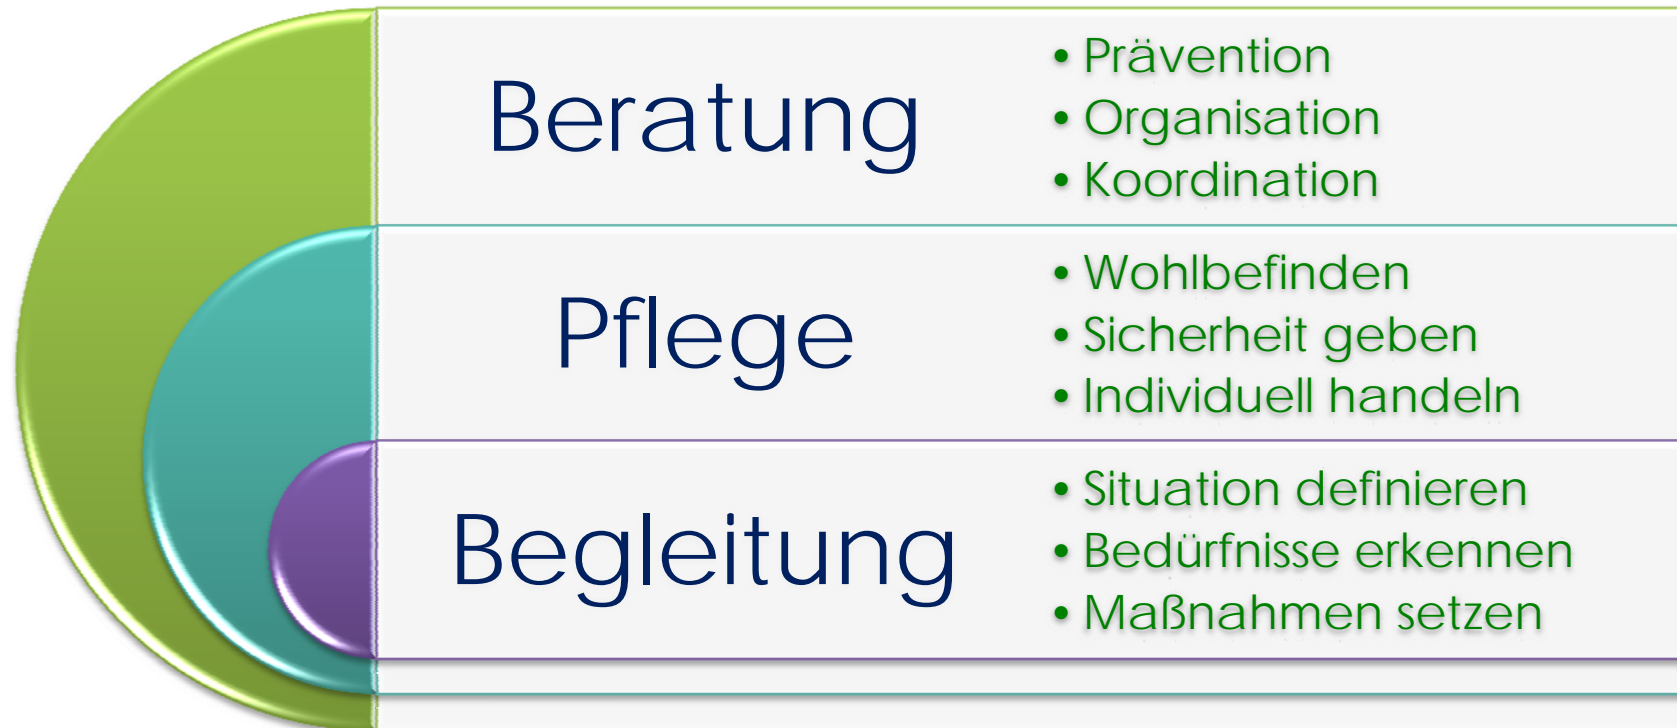 Beratung
• Prävention
• Organisation
• Koordination
Pflege
• Wohlbefinden
• Sicherheit geben
• Individuell handeln
Begleitung
• Situation definieren
• Bedürfnisse erkennen
• Maßnahmen setzen